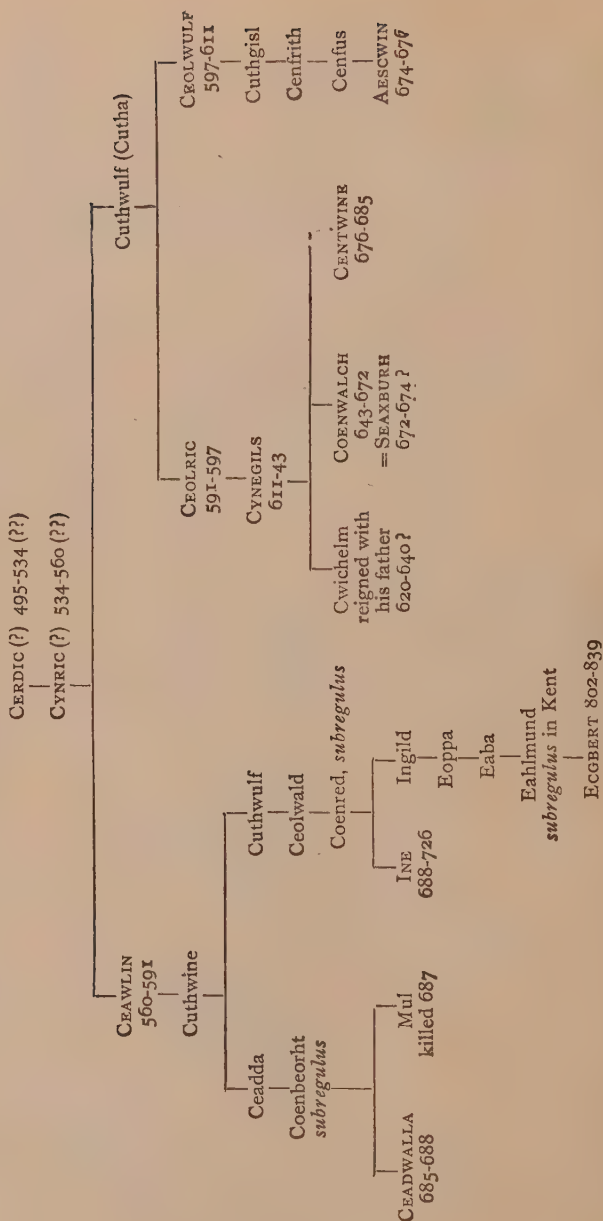 CERDIC (?) 495-534 (??)
CYNRIC (?) 534-560 (??)
CEAWLIN
560-591
Cuthwine
Ceadda
Coenbeorht
subregulus
CEADWALLA
685-688
Mul
killed 687
Cuthwulf
Ceolwald
Coenred, subregulus
INE
688-726
Ingild
Eoppa
Eaba
Eahlmund
subregulus in Kent
ECGBERT 802-839
Cuthwulf (Cutha)
CEOLRIC
591-597
CYNEGILS
611-43
Cwichelm
reigned with
his father
620-640?
COENWALCH
643-672
= SEAXBURH
672-674 ?
CENTWINE
676-685
CEOLWULF
597-611
Cuthgisl
Cenfrith
Cenfus
AESCWIN
674-676